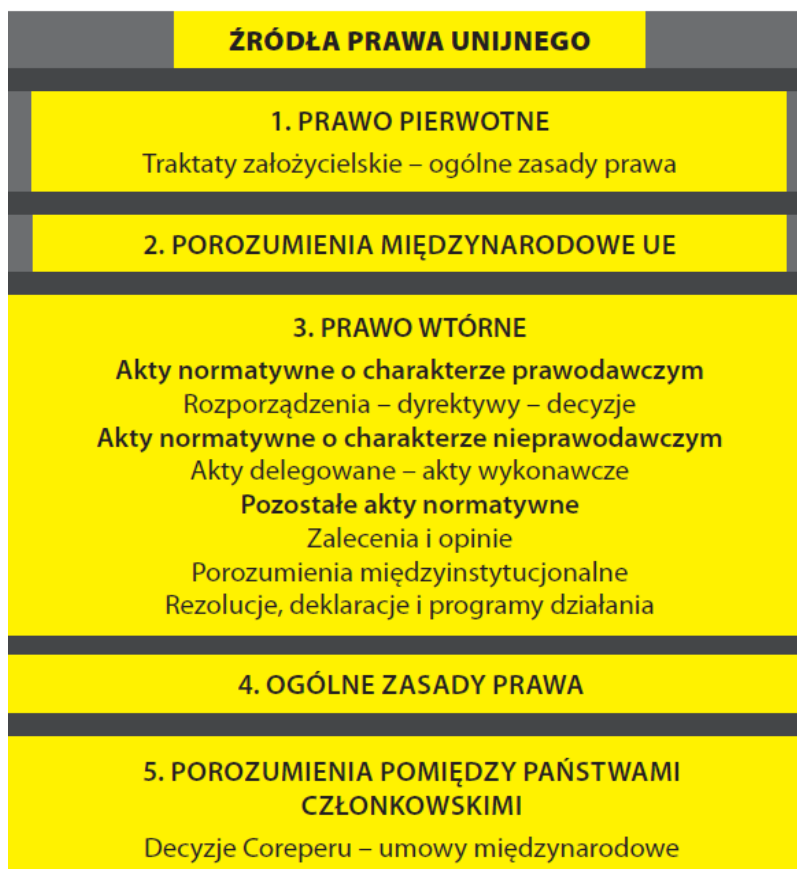 ŹRÓDŁA PRAWA UNIJNEGO
1. PRAWO PIERWOTNE
Traktaty założycielskie – ogólne zasady prawa
2. POROZUMIENIA MIĘDZYNARODOWE UE
3. PRAWO WTÓRNE
Akty normatywne o charakterze prawodawczym
Rozporządzenia – dyrektywy – decyzje
Akty normatywne o charakterze nieprawodawczym
Akty delegowane – akty wykonawcze
Pozostałe akty normatywne
Zalecenia i opinie
Porozumienia międzyinstytucjonalne
Rezolucje, deklaracje i programy działania
4. OGÓLNE ZASADY PRAWA
5. POROZUMIENIA POMIĘDZY PAŃSTWAMI
CZŁONKOWSKIMI
Decyzje Coreperu – umowy międzynarodowe